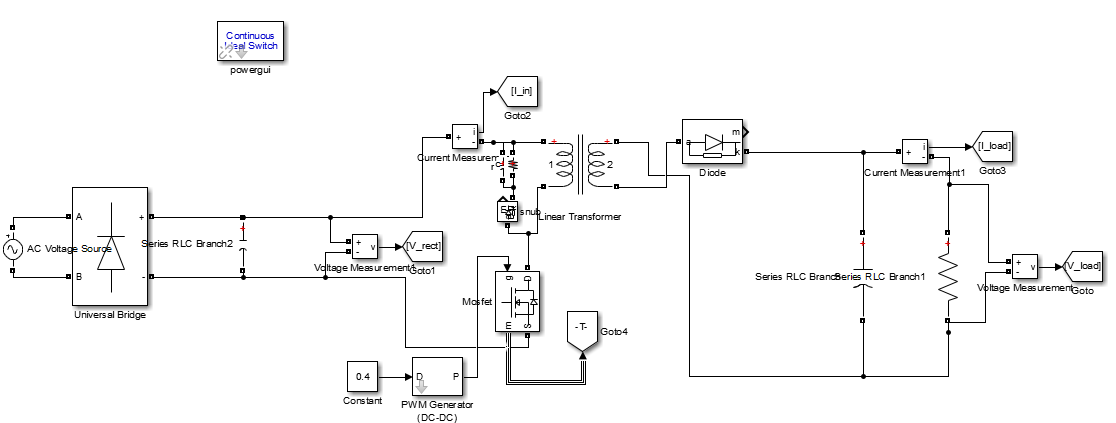 Continuous
Ideal Switch
powergui
[I_in]
Goto2
i
+
-
Current Measurem
+
1
2
+
Linear Transformer
snub
a
m
k
Diode
+
i
-
[I_load]
Goto3
Current Measurement1
A
B
+
-
AC Voltage Source
Universal Bridge
Series RLC Branch2
+
+
-
v
[V_rect]
Goto1
Voltage Measurement1
g
D
Mosfet
m
S
-T-
Goto4
0.4
Constant
D
P
PWM Generator
(DC-DC)
+
Series RLC Branch
+
Series RLC Branch1
+
-
v
[V_load]
Goto
Voltage Measurement